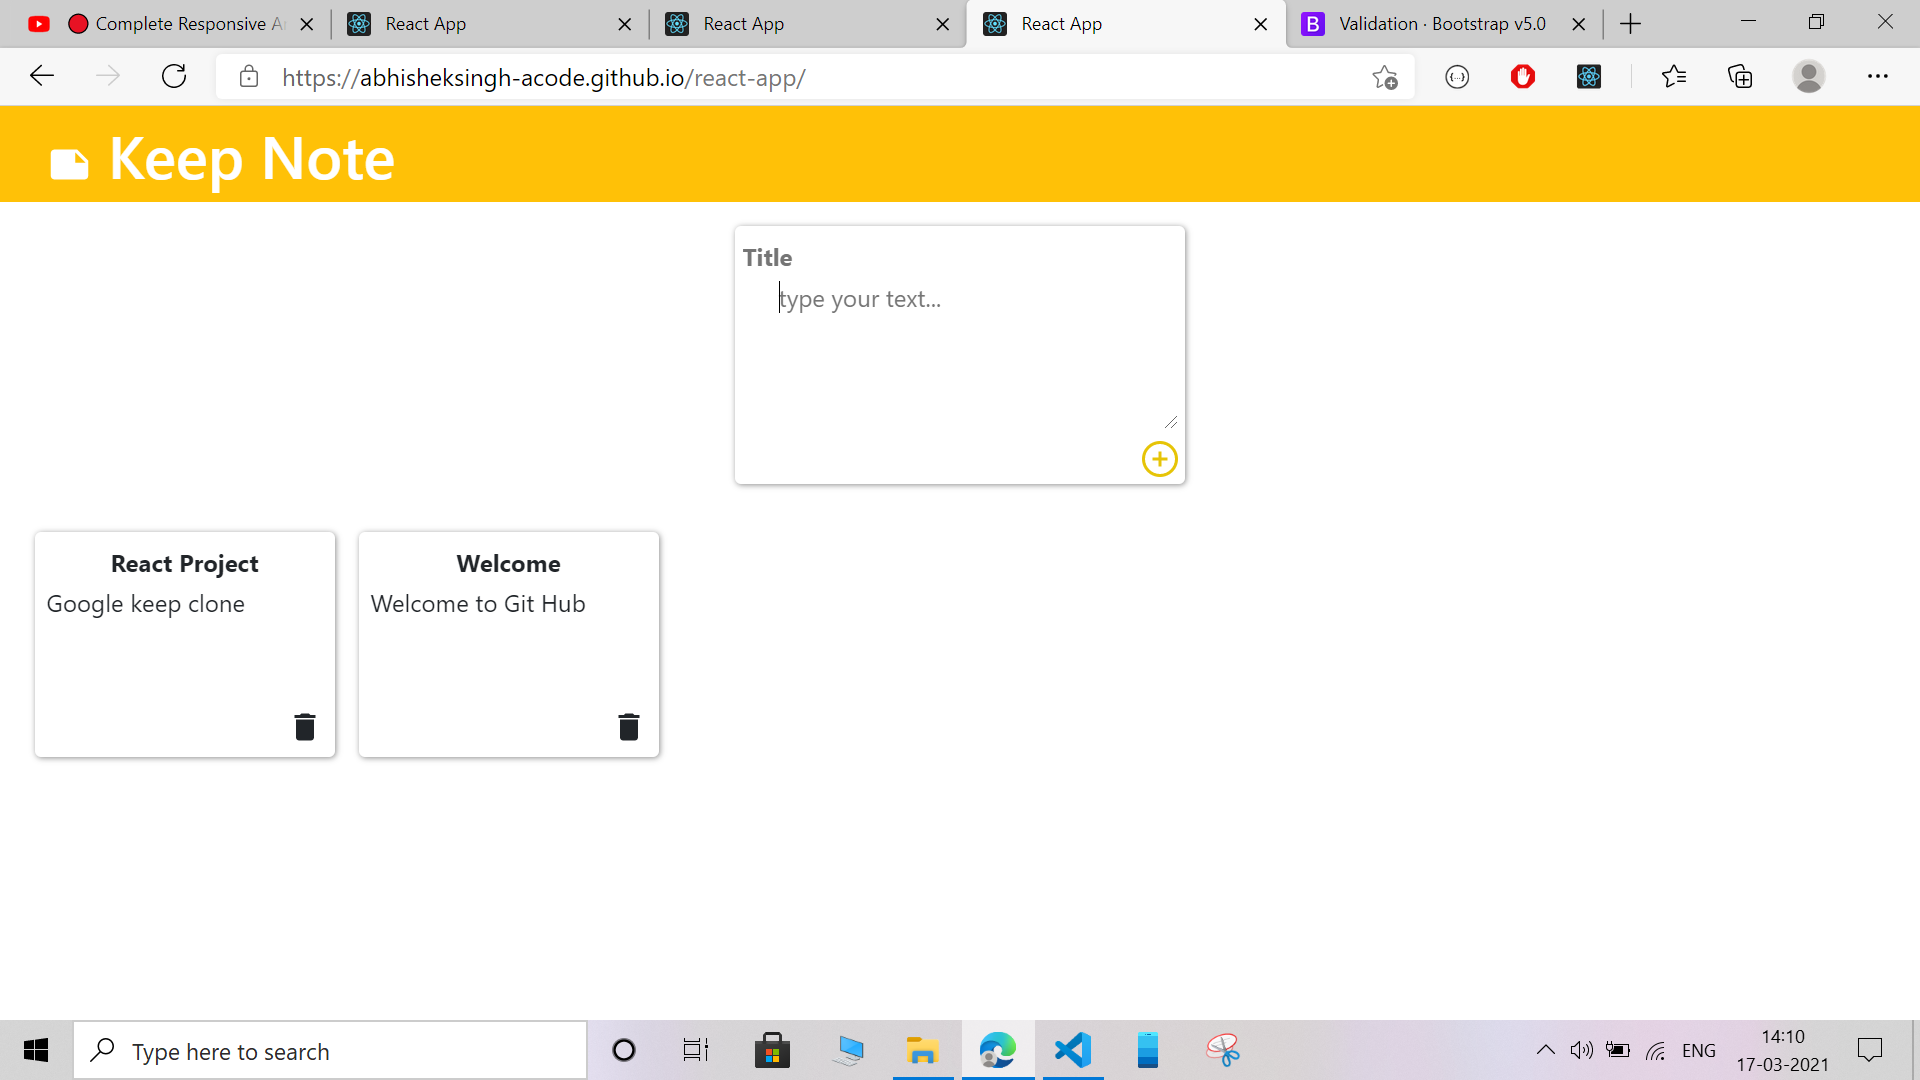 Complete Responsive A
React App
React App
React App
Validation · Bootstrap v5.0
https://abhisheksingh-acode.github.io/react-app/
Keep Note
Title
type your text...
React Project
Google keep clone
Welcome
Welcome to Git Hub
Type here to search
ENG
14:10
17-03-2021